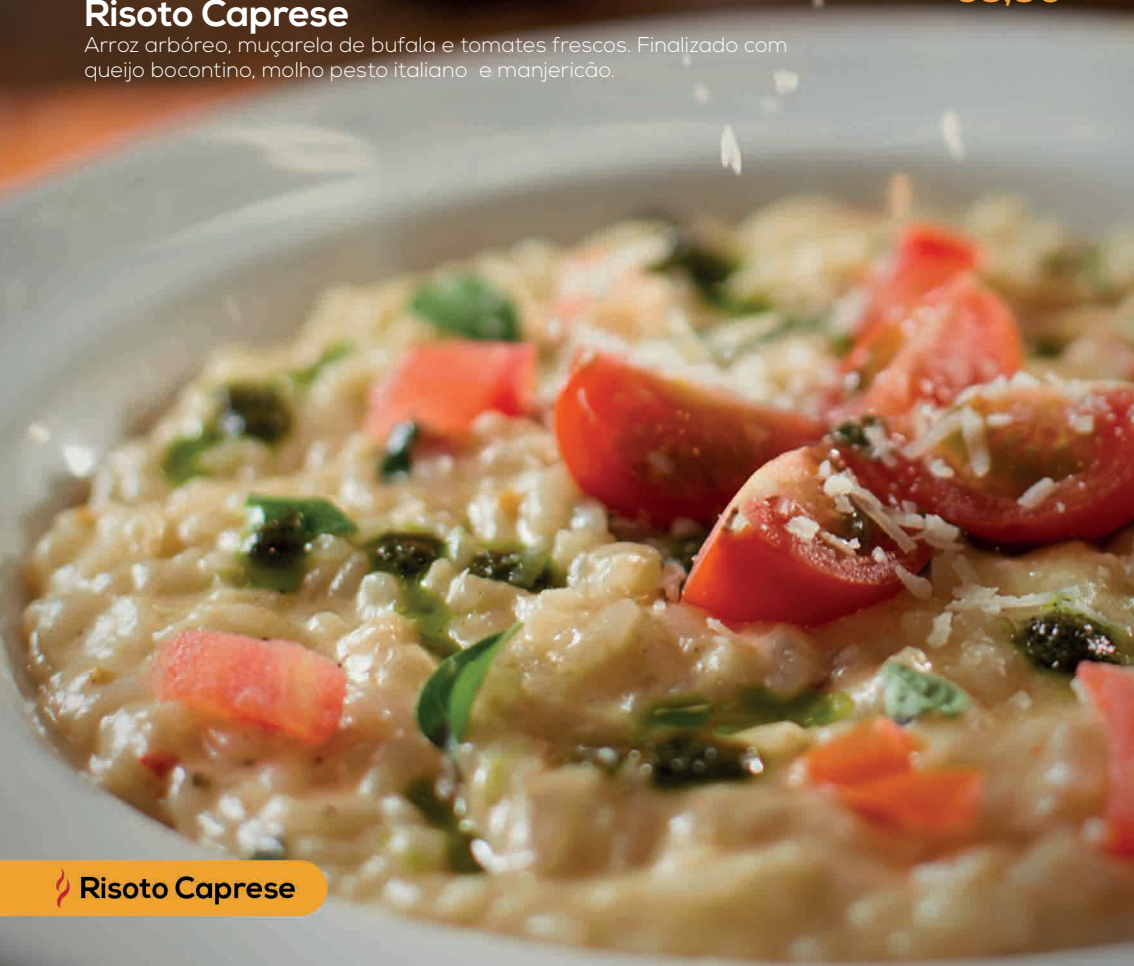 Risoto Caprese
Arroz arbóreo, muçarela de bufala e tomates frescos. Finalizado com
queijo bocontino, molho pesto italiano e manjericão.
Risoto Caprese